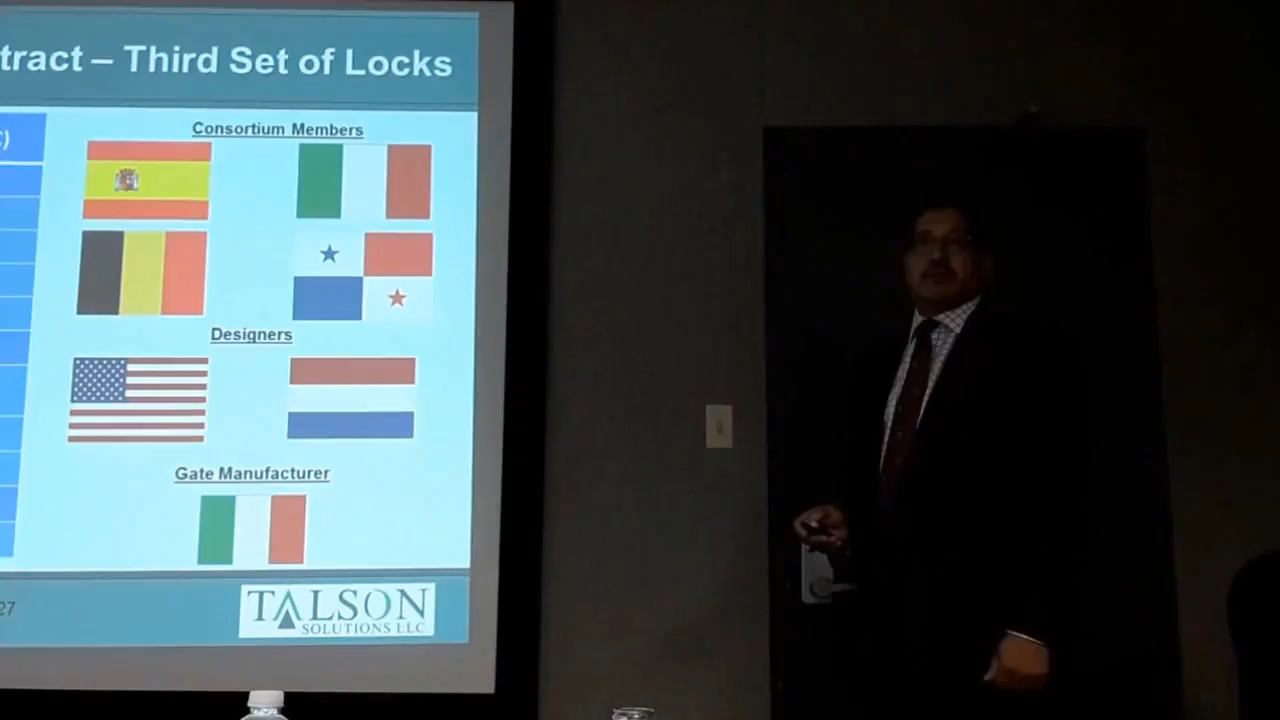 tract – Third Set of Locks
)
Consortium Members
Designers
Gate Manufacturer
27
TALSON
SOLUTIONS LLC